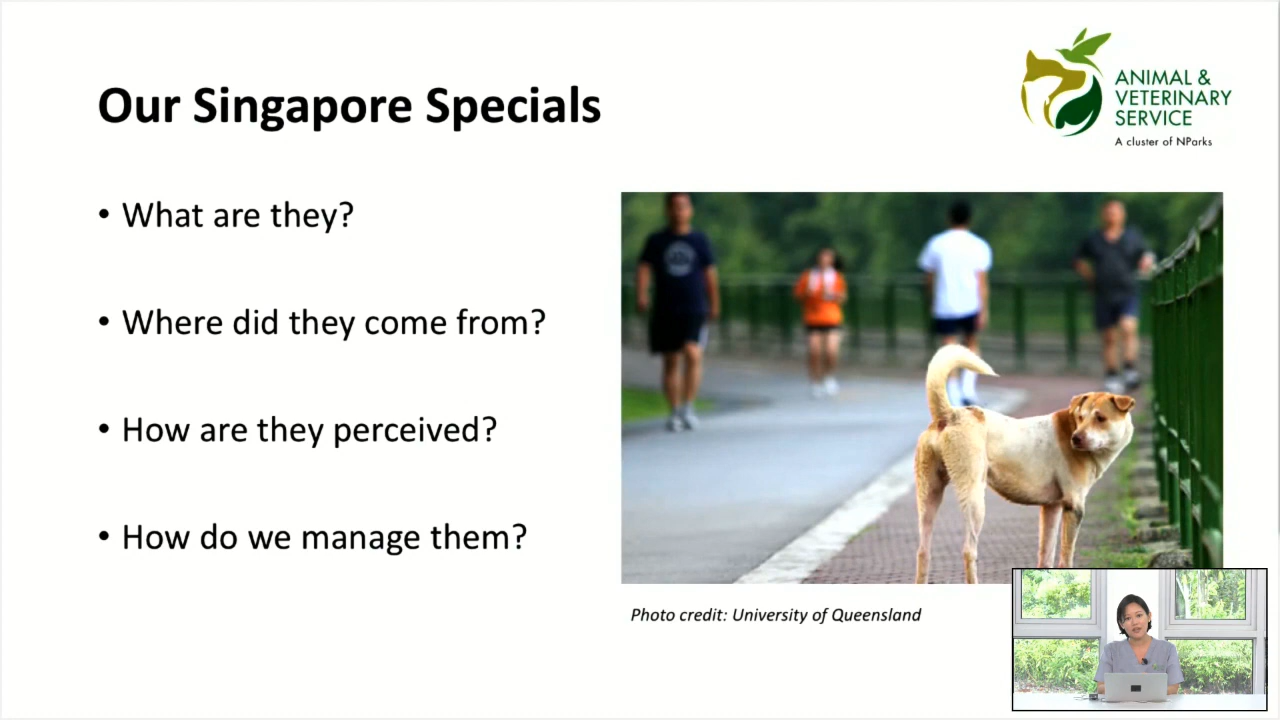 Our Singapore Specials
ANIMAL &
VETERINARY
SERVICE
A cluster of NParks
• What are they?
• Where did they come from?
• How are they perceived?
• How do we manage them?
Photo credit: University of Queensland